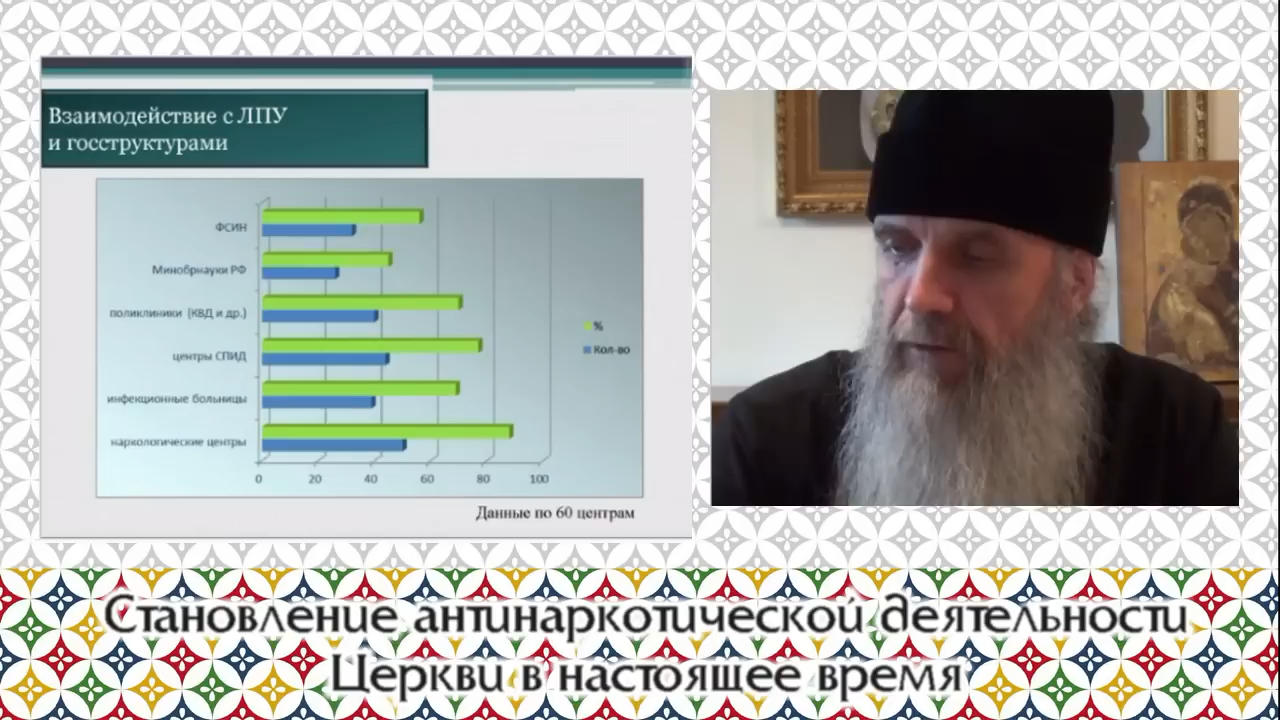 Взаимодействие с ЛПУ
и госструктурами
ФСИН
Минобрнауки РФ
поликлиники (КВД и др.)
центры СПИД
инфекционные больницы
наркологические центры
%
Кол-во
0 20 40 60 80 100
Данные по 60 центрам
Становление антинаркотической деятельности
Церкви в настоящее время